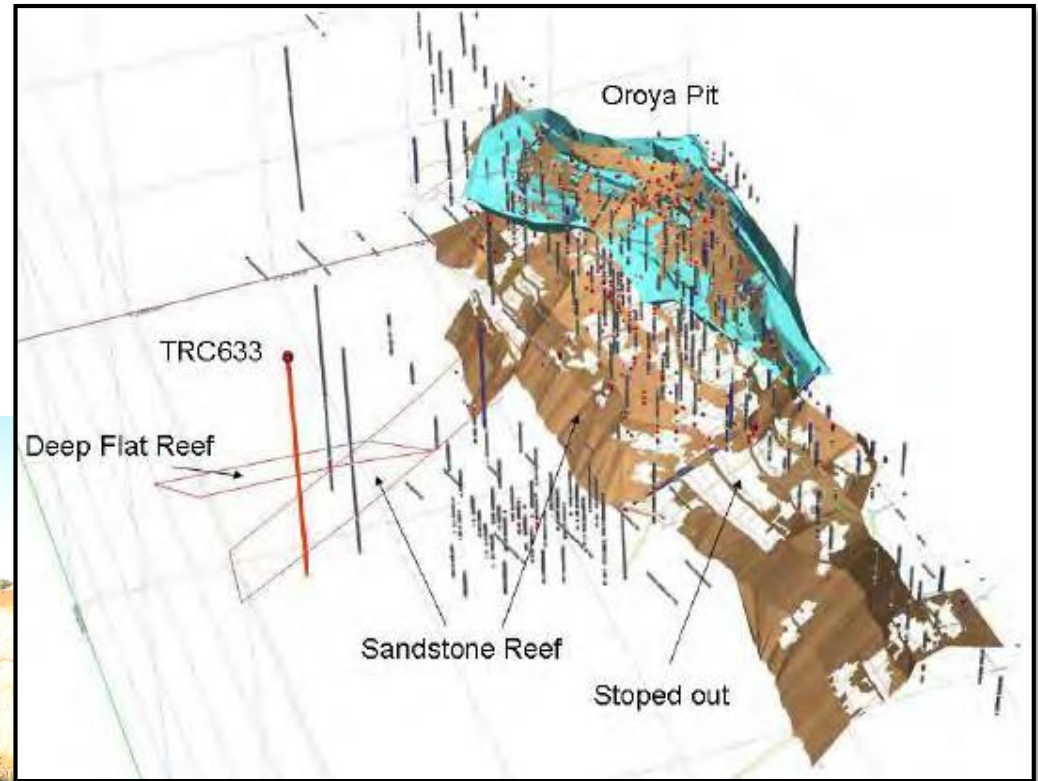 Oroya Pit
TRC633
Deep Flat Reef
Sandstone Reef
Stoped out